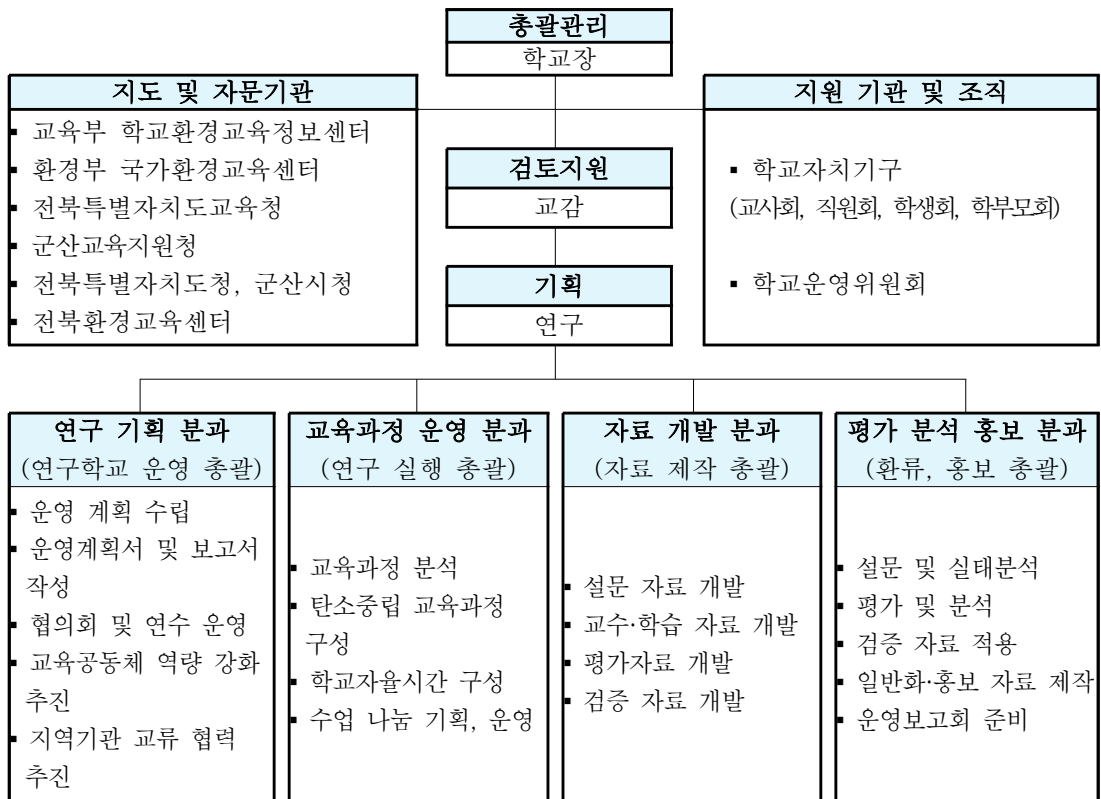 총괄관리
학교장
지도 및 자문기관
▪ 교육부 학교환경교육정보센터
▪ 환경부 국가환경교육센터
▪ 전북특별자치도교육청
▪ 군산교육지원청
▪ 전북특별자치도청, 군산시청
▪ 전북환경교육센터
검토지원
교감
기획
연구
지원 기관 및 조직
▪ 학교자치기구
(교사회, 직원회, 학생회, 학부모회)
▪ 학교운영위원회
연구 기획 분과
(연구학교 운영 총괄)
▪ 운영 계획 수립
▪ 운영계획서 및 보고서
작성
▪ 협의회 및 연수 운영
▪ 교육공동체 역량 강화
추진
▪ 지역기관 교류 협력
추진
교육과정 운영 분과
(연구 실행 총괄)
▪ 교육과정 분석
▪ 탄소중립 교육과정
구성
▪ 학교자율시간 구성
▪ 수업 나눔 기획, 운영
자료 개발 분과
(자료 제작 총괄)
▪ 설문 자료 개발
▪ 교수·학습 자료 개발
▪ 평가자료 개발
▪ 검증 자료 개발
평가 분석 홍보 분과
(환류, 홍보 총괄)
▪ 설문 및 실태분석
▪ 평가 및 분석
▪ 검증 자료 적용
▪ 일반화·홍보 자료 제작
▪ 운영보고회 준비